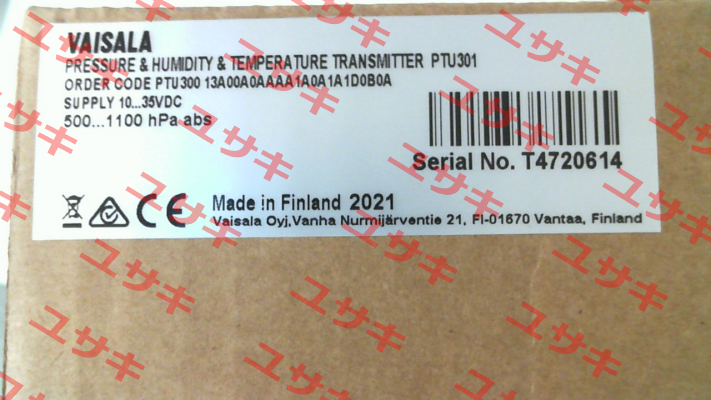 VAISALA
PRESSURE & HUMIDITY & TEMPERATURE TRANSMITTER PTU301
ORDER CODE PTU300 13A00A0AAAA1A0A1A1D0B0A
SUPPLY 10...35VDC
500...1100 hPa abs
Serial No. T4720614
CE
Made in Finland 2021
Vaisala Oyj,Vanha Nurmijärventie 21, FI-01670 Vantaa, Finland
ユサキ